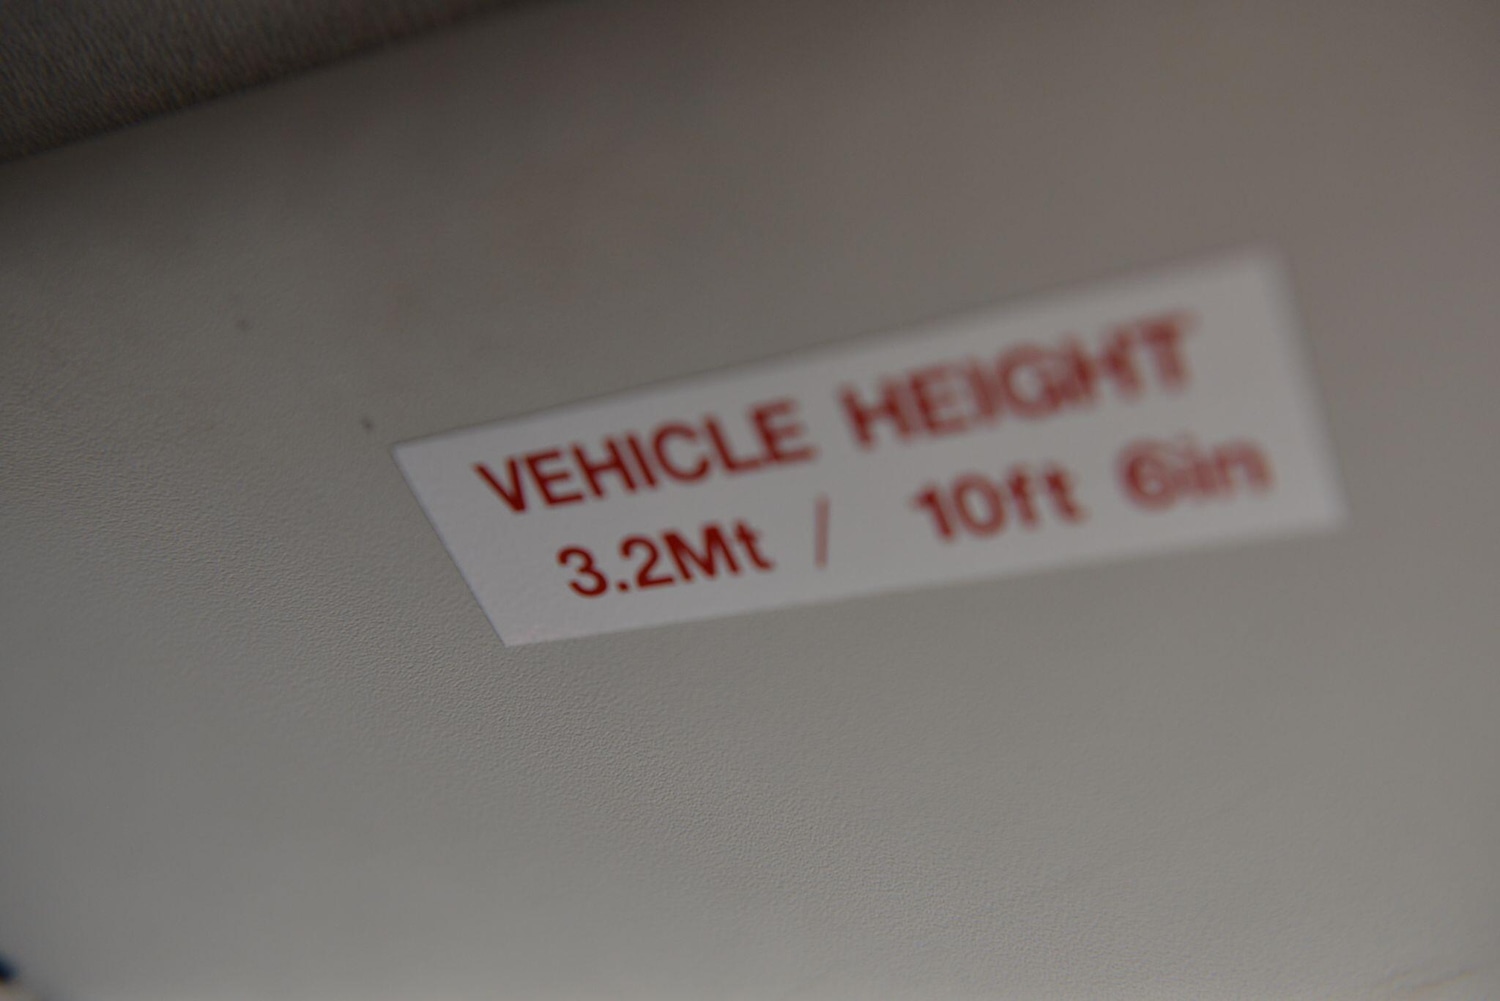 VEHICLE HEIGHT
3.2Mt / 10ft 6in